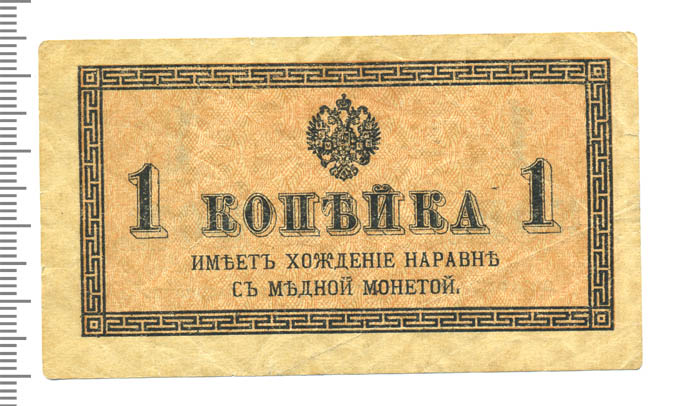 1 КОПѢЙКА 1
ИМѢЕТЪ ХОЖДЕНІЕ НАРАВНѢ
СЪ МѢДНОЙ МОНЕТОЙ.